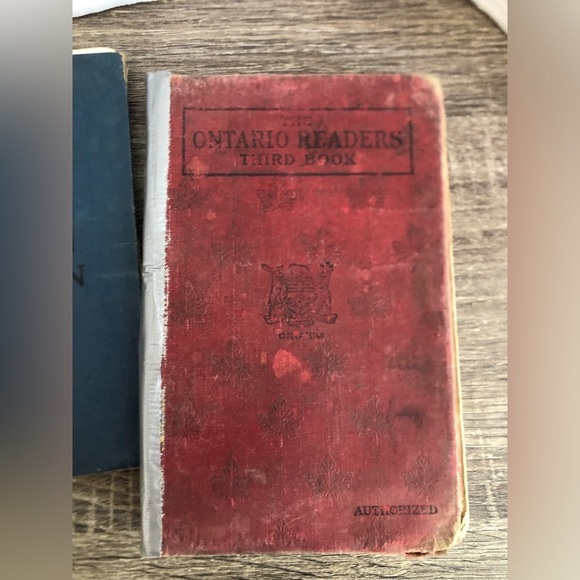 THE
ONTARIO READERS
THIRD BOOK
AUTHORIZED